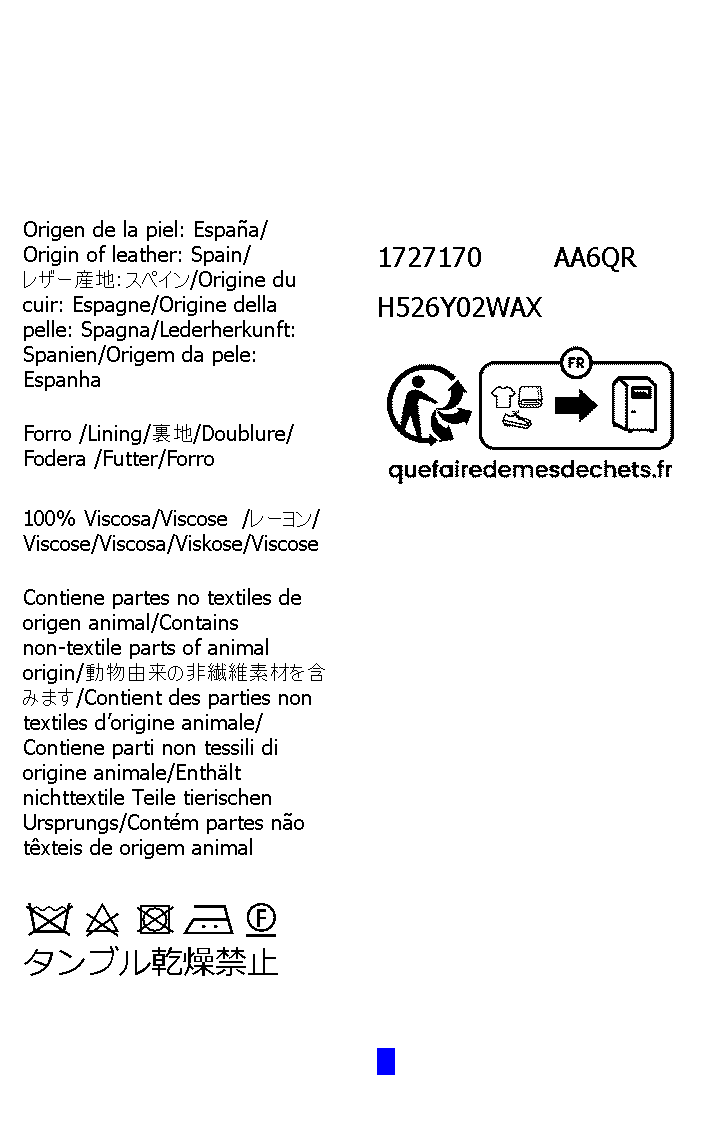 Origen de la piel: España/
Origin of leather: Spain/
レザー産地：スペイン/Origine du
cuir: Espagne/Origine della
pelle: Spagna/Lederherkunft:
Spanien/Origem da pele:
Espanha
Forro /Lining/裏地/Doublure/
Fodera /Futter/Forro
100% Viscosa/Viscose /レーヨン/
Viscose/Viscosa/Viskose/Viscose
Contiene partes no textiles de
origen animal/Contains
non-textile parts of animal
origin/動物由来の非繊維素材を含
みます/Contient des parties non
textiles d’origine animale/
Contiene parti non tessili di
origine animale/Enthält
nichttextile Teile tierischen
Ursprungs/Contém partes não
têxteis de origem animal
F
タンブル乾燥禁止
1727170 AA6QR
H526Y02WAX
FR
quefairedemesdechets.fr